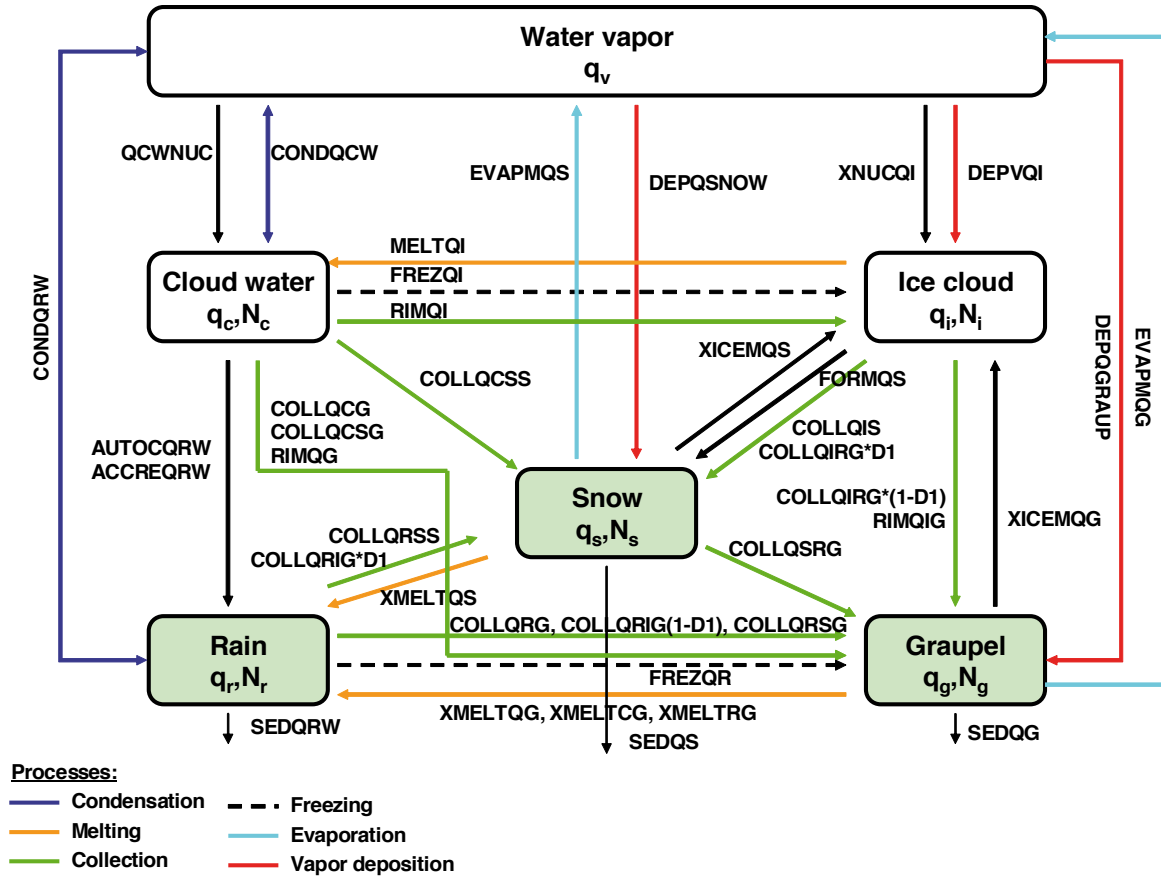 Water vapor
q_v
QCWNUC
CONDQCW
EVAPMQS
DEPQSNOW
XNUCQI
DEPVQI
CONDQRW
DEPQGRAUP
EVAPMQG
Cloud water
q_c,N_c
MELTQI
FREZQI
RIMQI
Ice cloud
q_i,N_i
COLLQCSS
XICEMQS
FORMQS
COLLQCG
COLLQCSG
RIMQG
AUTOCQRW
ACCREQRW
COLLQIS
COLLQIRG*D1
Snow
q_s,N_s
COLLQIRG*(1-D1)
RIMQIG
XICEMQG
COLLQRSS
COLLQRIG*D1
COLLQSRG
XMELTQS
Rain
q_r,N_r
COLLQRG, COLLQRIG(1-D1), COLLQRSG
FREZQR
Graupel
q_g,N_g
XMELTQG, XMELTCG, XMELTRG
SEDQRW
SEDQS
SEDQG
Processes:
Condensation
Freezing
Melting
Evaporation
Collection
Vapor deposition